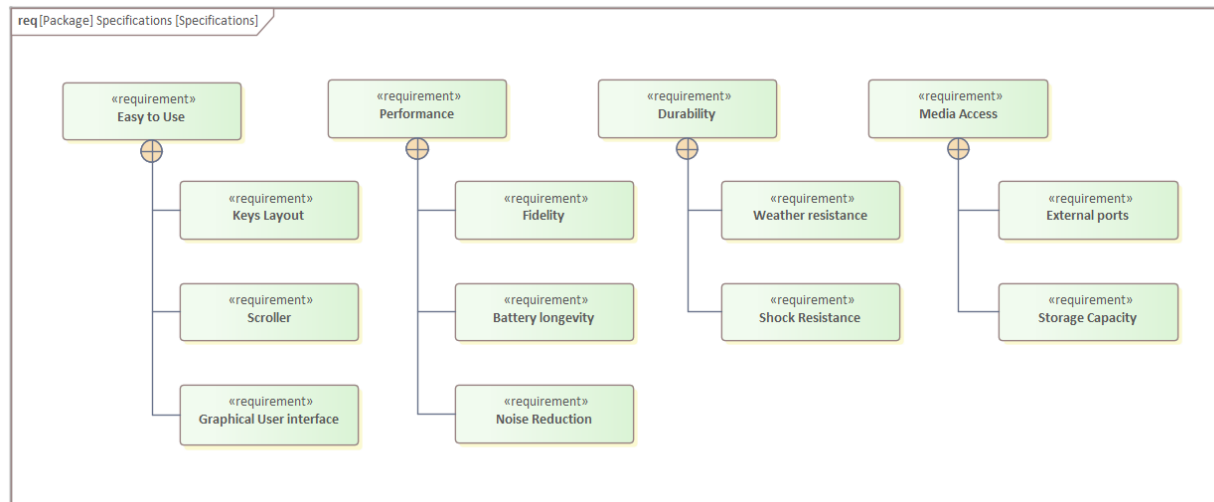 req [Package] Specifications [Specifications]
«requirement»
Easy to Use
«requirement»
Keys Layout
«requirement»
Scroller
«requirement»
Graphical User interface
«requirement»
Performance
«requirement»
Fidelity
«requirement»
Battery longevity
«requirement»
Noise Reduction
«requirement»
Durability
«requirement»
Weather resistance
«requirement»
Shock Resistance
«requirement»
Media Access
«requirement»
External ports
«requirement»
Storage Capacity